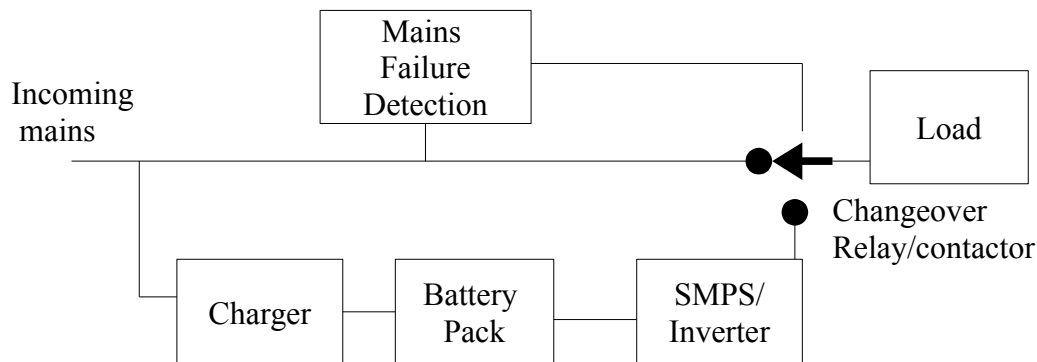 Mains
Failure
Detection
Incoming
mains
Load
Changeover
Relay/contactor
Charger
Battery
Pack
SMPS/
Inverter